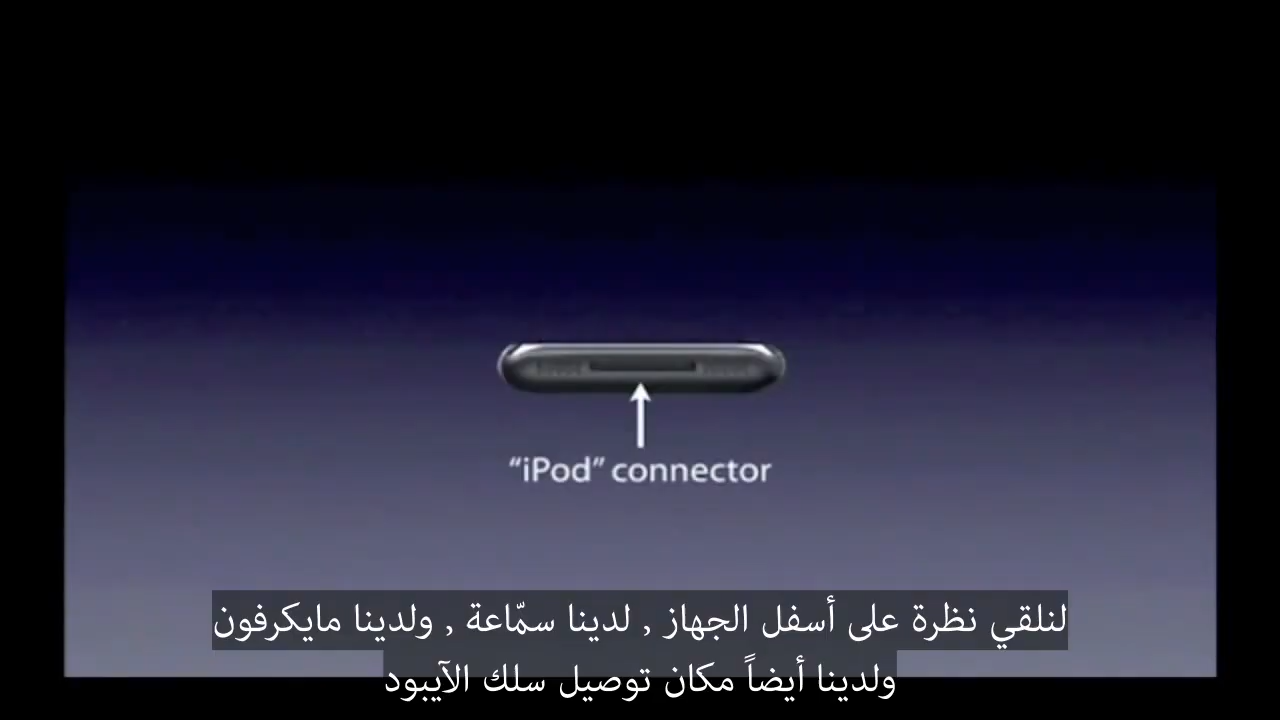 “iPod” connector
لنلقي نظرة على أسفل الجهاز , لدينا سمّاعة , ولدينا مايكرفون
ولدينا أيضاً مكان توصيل سلك الآيبود